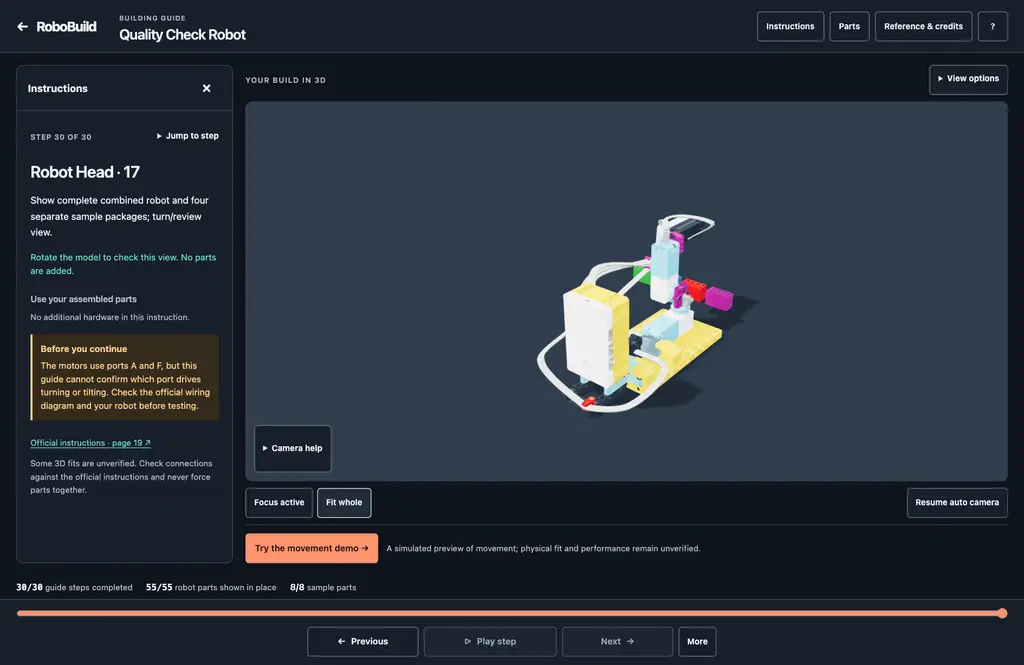 ← RoboBuild
BUILDING GUIDE
Quality Check Robot
Instructions
Parts
Reference & credits
?
Instructions
×
STEP 30 OF 30
▸ Jump to step
Robot Head · 17
Show complete combined robot and four
separate sample packages; turn/review
view.
Rotate the model to check this view. No parts
are added.
Use your assembled parts
No additional hardware in this instruction.
Before you continue
The motors use ports A and F, but this
guide cannot confirm which port drives
turning or tilting. Check the official wiring
diagram and your robot before testing.
Official instructions · page 19 ↗
Some 3D fits are unverified. Check connections
against the official instructions and never force
parts together.
YOUR BUILD IN 3D
▸ View options
▸ Camera help
Focus active
Fit whole
Resume auto camera
Try the movement demo →
A simulated preview of movement; physical fit and performance remain unverified.
30/30 guide steps completed
55/55 robot parts shown in place
8/8 sample parts
← Previous
▷ Play step
Next →
More